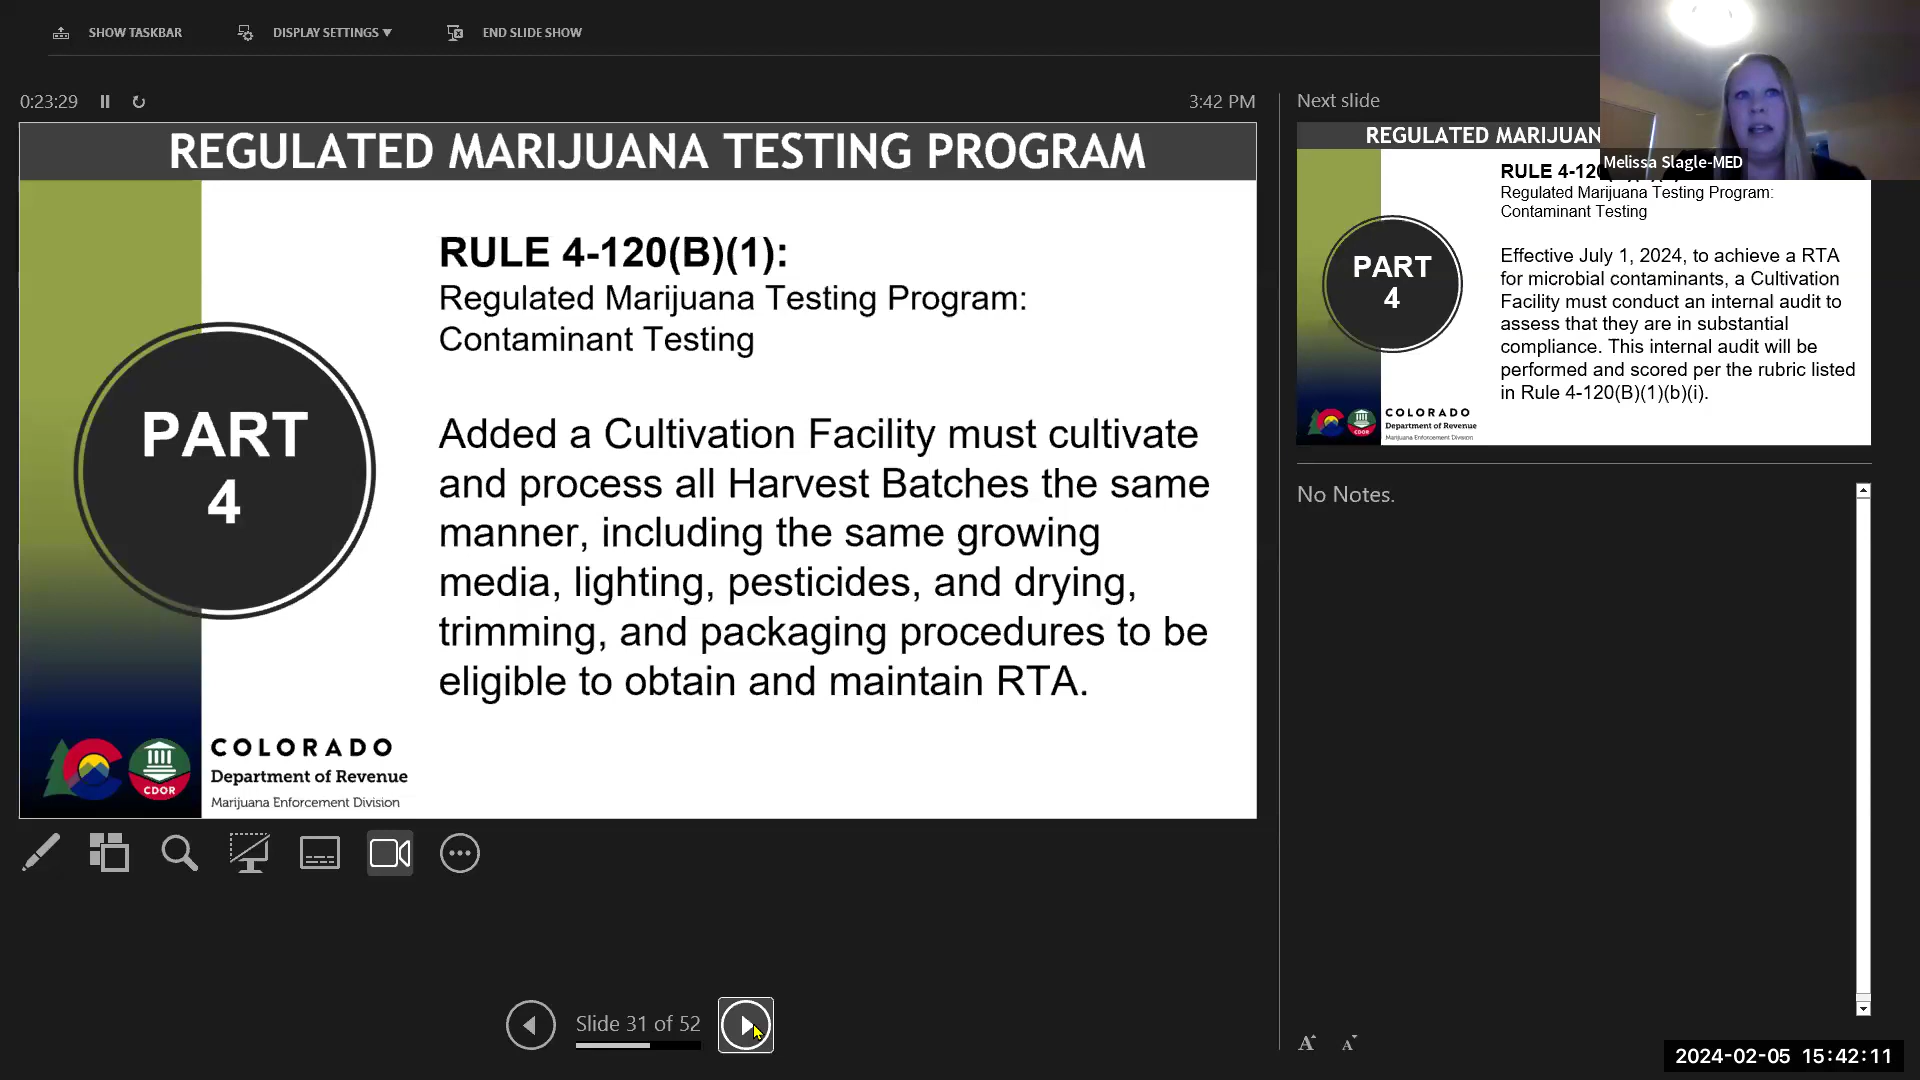 SHOW TASKBAR
DISPLAY SETTINGS ▼
END SLIDE SHOW
0:23:29
3:42 PM
REGULATED MARIJUANA TESTING PROGRAM
RULE 4-120(B)(1):
Regulated Marijuana Testing Program:
Contaminant Testing
PART
4
Added a Cultivation Facility must cultivate
and process all Harvest Batches the same
manner, including the same growing
media, lighting, pesticides, and drying,
trimming, and packaging procedures to be
eligible to obtain and maintain RTA.
CDOR
COLORADO
Department of Revenue
Marijuana Enforcement Division
Slide 31 of 52
Next slide
REGULATED MARIJUAN
Melissa Slagle-MED
RULE 4-120
Regulated Marijuana Testing Program:
Contaminant Testing
PART
4
Effective July 1, 2024, to achieve a RTA
for microbial contaminants, a Cultivation
Facility must conduct an internal audit to
assess that they are in substantial
compliance. This internal audit will be
performed and scored per the rubric listed
in Rule 4-120(B)(1)(b)(i).
CDOR
COLORADO
Department of Revenue
Marijuana Enforcement Division
No Notes.
A A
2024-02-05 15:42:11